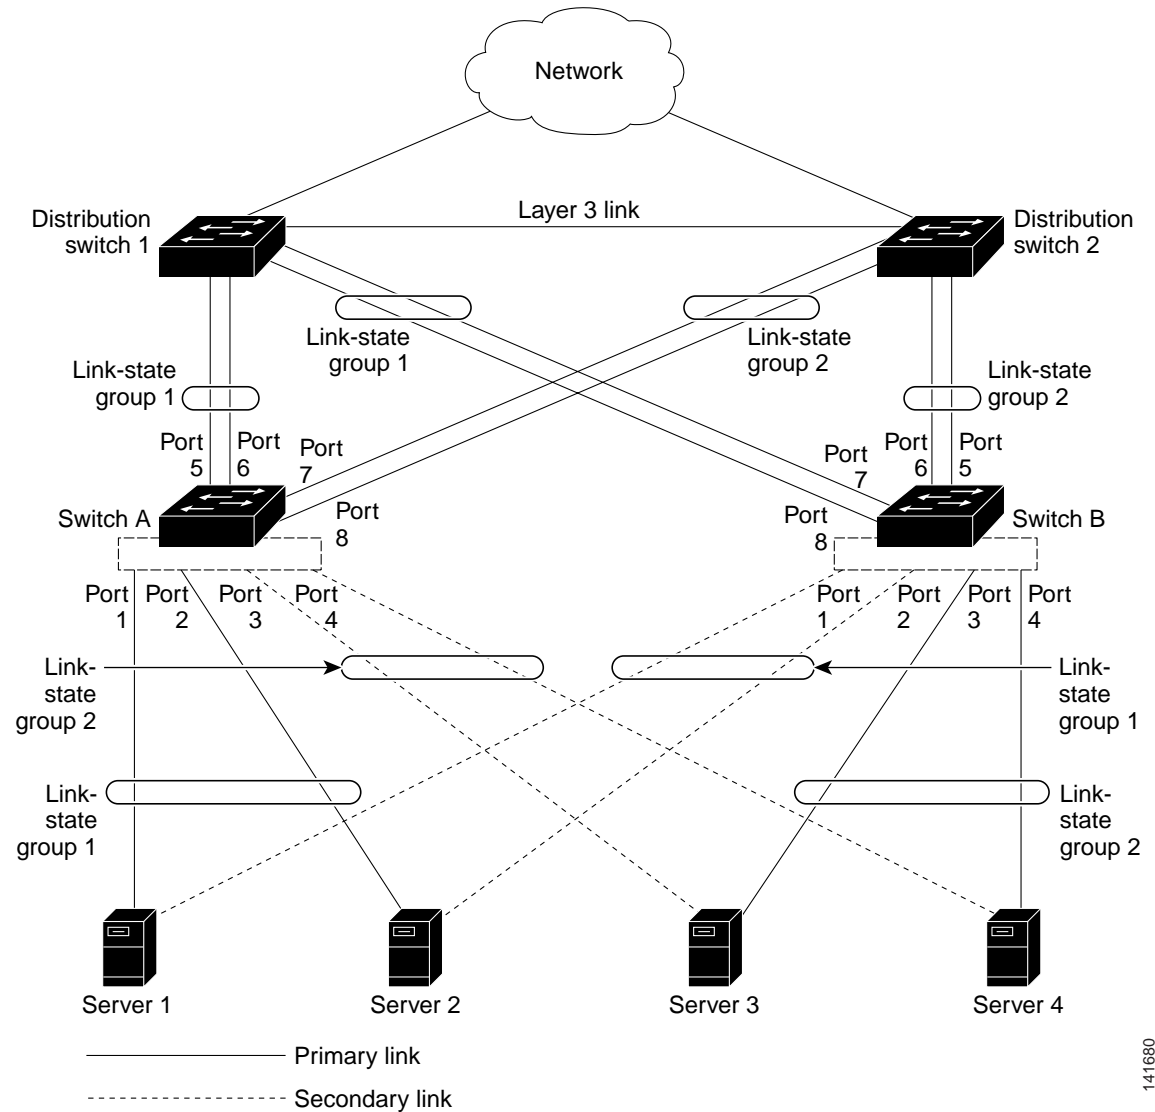 Network
Layer 3 link
Distribution
switch 1
Distribution
switch 2
Link-state
group 1
Link-state
group 2
Link-state
group 1
Link-state
group 2
Port
5
Port
6
Port
7
Port
8
Port
7
Port
6
Port
5
Port
8
Switch A
Switch B
Port
1
Port
2
Port
3
Port
4
Port
1
Port
2
Port
3
Port
4
Link-
state
group 2
Link-
state
group 1
Link-
state
group 1
Link-
state
group 2
Server 1
Server 2
Server 3
Server 4
Primary link
Secondary link
141680